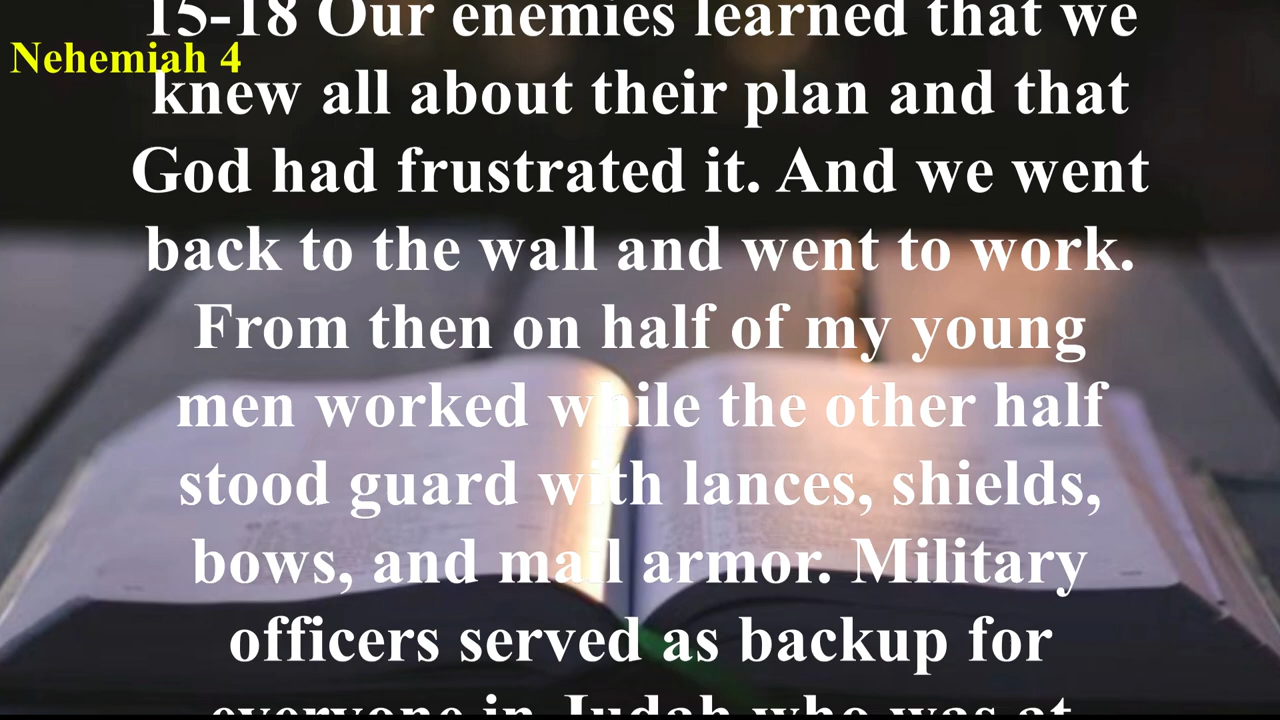 Nehemiah 4
15-18 Our enemies learned that we
knew all about their plan and that
God had frustrated it. And we went
back to the wall and went to work.
From then on half of my young
men worked while the other half
stood guard with lances, shields,
bows, and mail armor. Military
officers served as backup for
everyone in Judah who was at